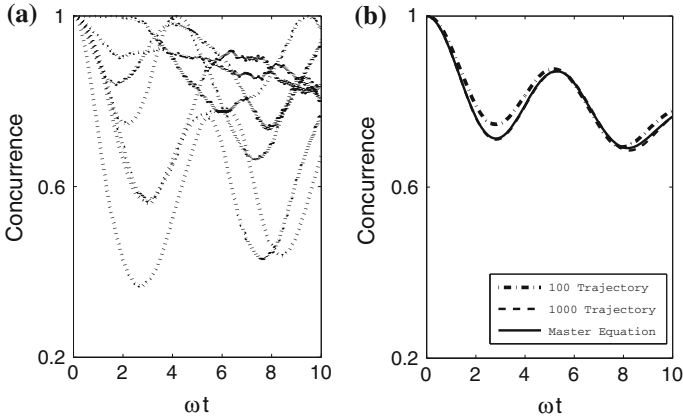 (a)
1
0.6
0.2
Concurrence
0 2 4 6 8 10
ωt
(b)
1
0.6
0.2
Concurrence
0 2 4 6 8 10
ωt
100 Trajectory
1000 Trajectory
Master Equation